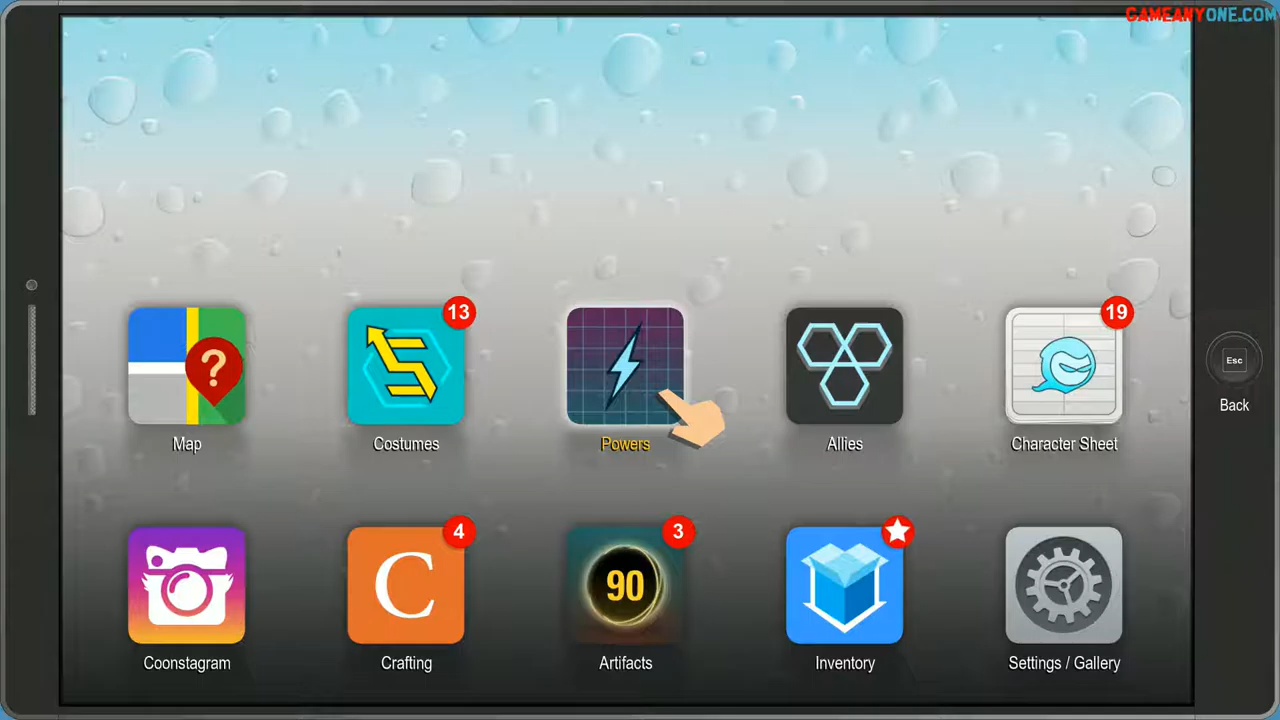 GAMEANYONE.COM
13
19
?
Map
Costumes
Powers
Allies
Character Sheet
Esc
Back
4
3
C
90
Coonstagram
Crafting
Artifacts
Inventory
Settings / Gallery